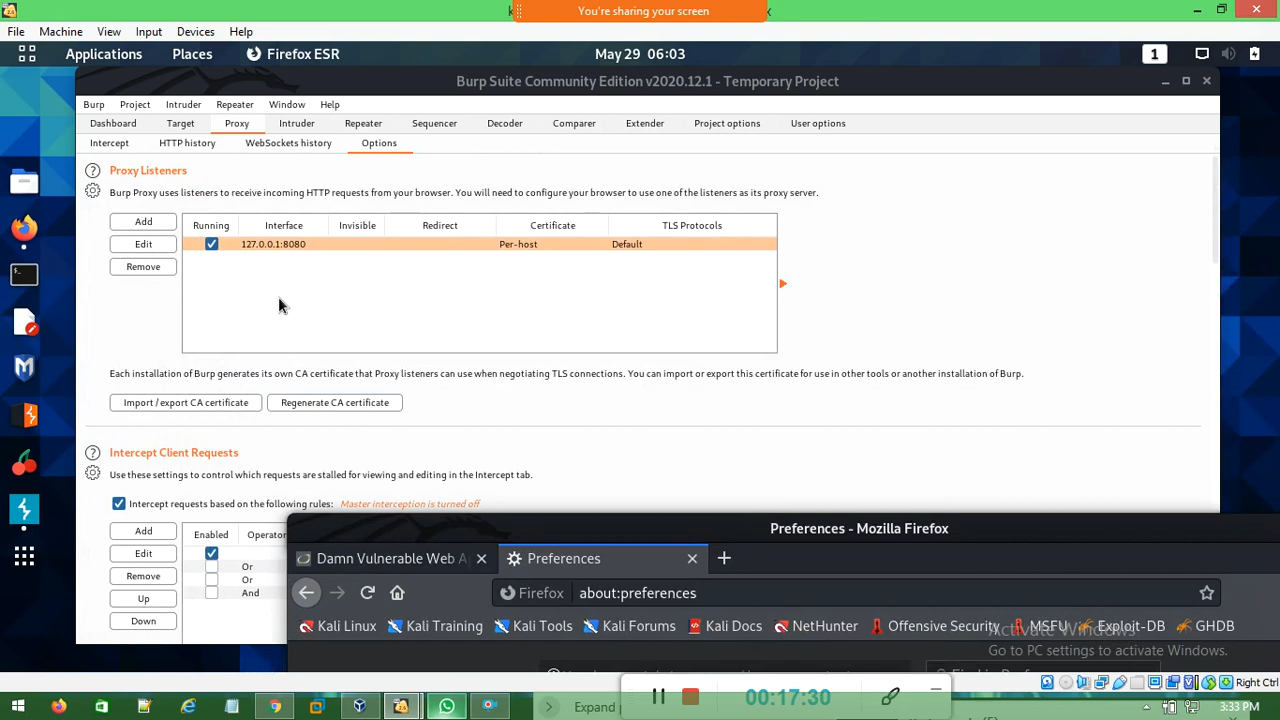 You're sharing your screen
File Machine View Input Devices Help
Applications Places Firefox ESR May 29 06:03 1
Burp Suite Community Edition v2020.12.1 - Temporary Project
Burp Project Intruder Repeater Window Help
Dashboard Target Proxy Intruder Repeater Sequencer Decoder Comparer Extender Project options User options
Intercept HTTP history WebSockets history Options
? Proxy Listeners
Burp Proxy uses listeners to receive incoming HTTP requests from your browser. You will need to configure your browser to use one of the listeners as its proxy server.
Add
Running Interface Invisible Redirect Certificate TLS Protocols
Edit 127.0.0.1:8080 Per-host Default
Remove
Each installation of Burp generates its own CA certificate that Proxy listeners can use when negotiating TLS connections. You can import or export this certificate for use in other tools or another installation of Burp.
Import / export CA certificate Regenerate CA certificate
? Intercept Client Requests
Use these settings to control which requests are stalled for viewing and editing in the Intercept tab.
Intercept requests based on the following rules: Master interception is turned off
Add Enabled Operator
Edit
Or
Remove Or
And
Up
Down
Preferences - Mozilla Firefox
Damn Vulnerable Web A Preferences
Firefox about:preferences
Kali Linux Kali Training Kali Tools Kali Forums Kali Docs NetHunter Offensive Security MSFU Exploit-DB GHDB
Activate Windows
Go to PC settings to activate Windows.
Right Ctrl
00:17:30
Expand p
3:33 PM